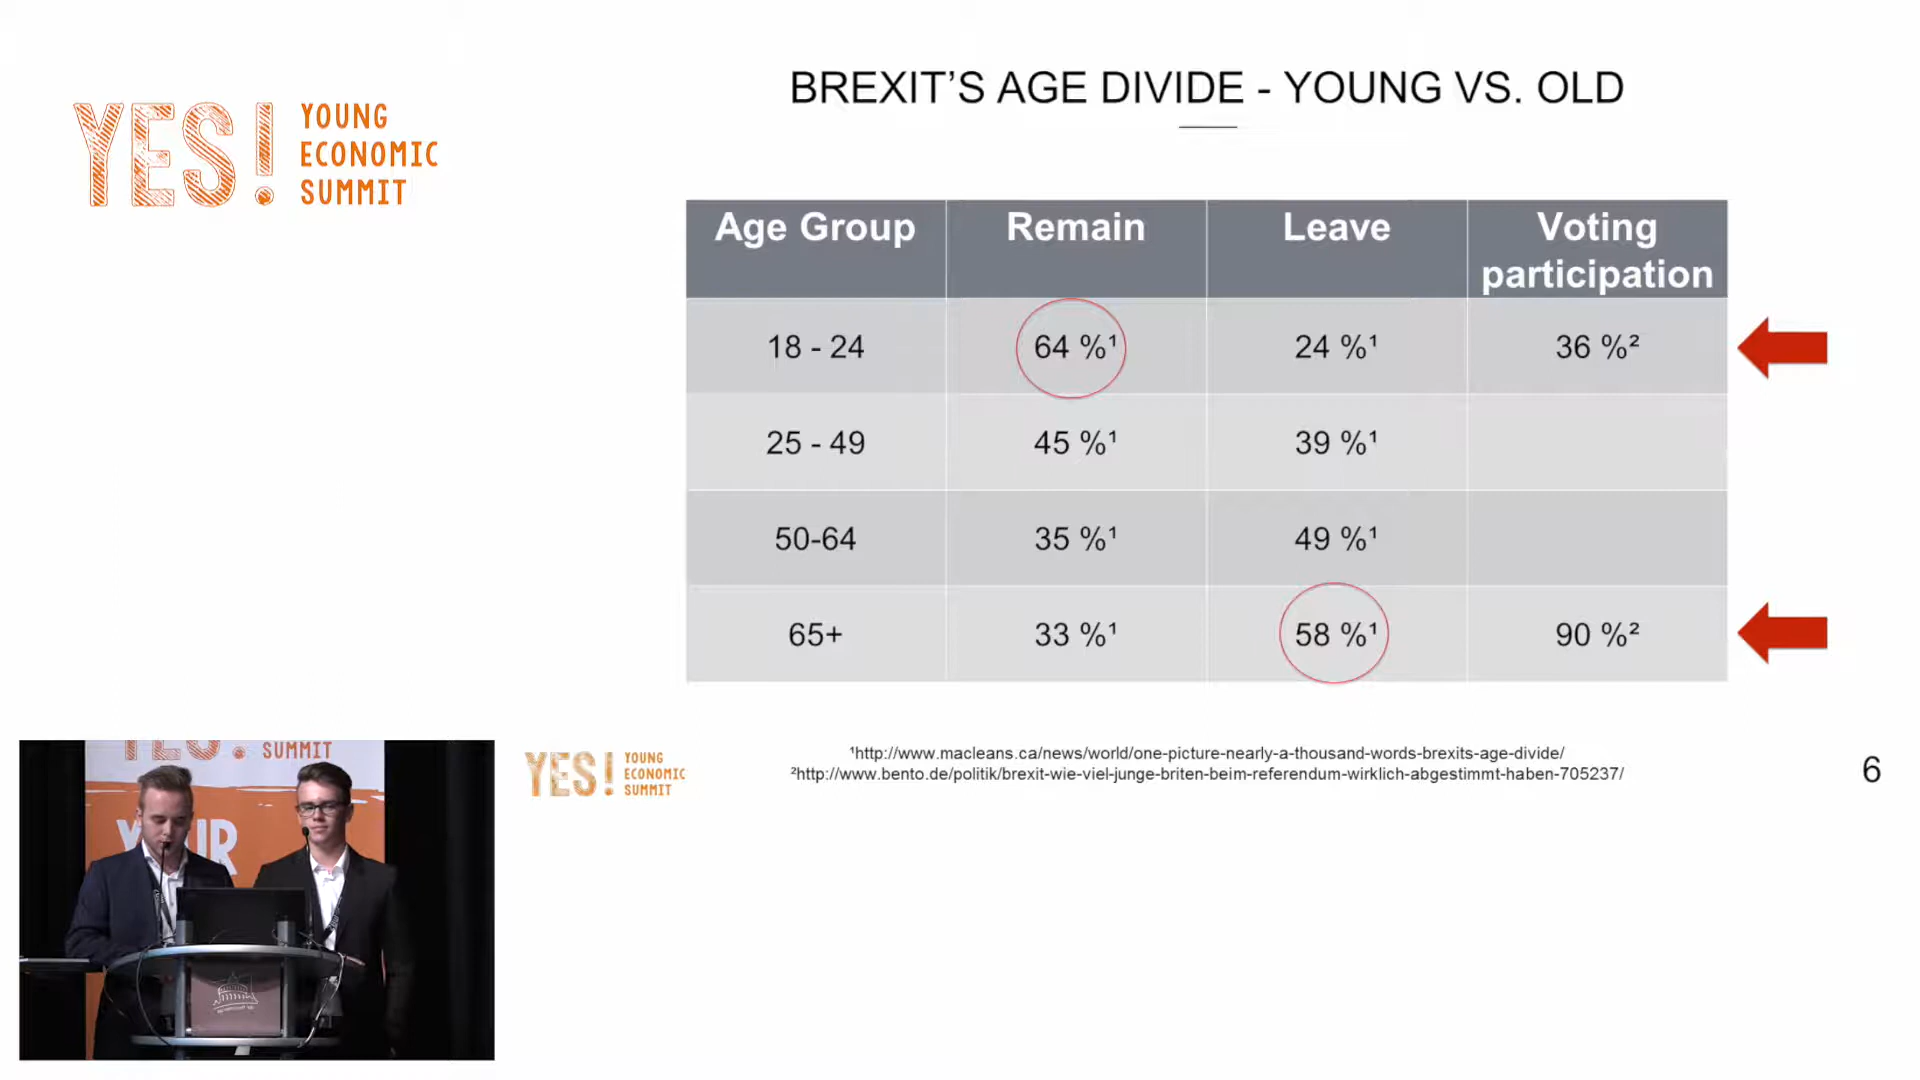 YES! YOUNG
ECONOMIC
SUMMIT
BREXIT’S AGE DIVIDE - YOUNG VS. OLD
Age Group Remain Leave Voting participation
18 - 24 64 %¹ 24 %¹ 36 %²
25 - 49 45 %¹ 39 %¹
50-64 35 %¹ 49 %¹
65+ 33 %¹ 58 %¹ 90 %²
YES! YOUNG
ECONOMIC
SUMMIT
¹http://www.macleans.ca/news/world/one-picture-nearly-a-thousand-words-brexits-age-divide/
²http://www.bento.de/politik/brexit-wie-viel-junge-briten-beim-referendum-wirklich-abgestimmt-haben-705237/
6
YES! SUMMIT
YOUR